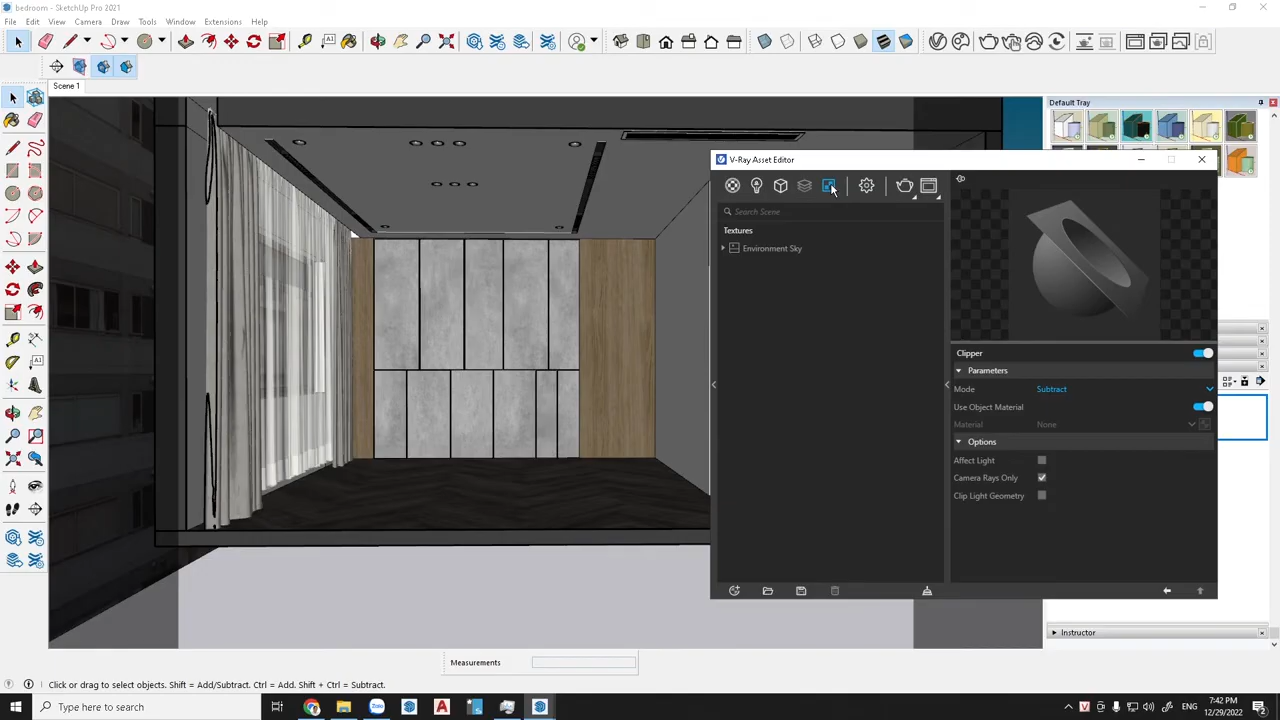 bedroom - SketchUp Pro 2021
File Edit View Camera Draw Tools Window Extensions Help
Scene 1
Default Tray
V-Ray Asset Editor
Search Scene
Textures
Environment Sky
Clipper
Parameters
Mode Subtract
Use Object Material
Material None
Options
Affect Light
Camera Rays Only
Clip Light Geometry
Instructor
Measurements
Click or drag to select objects. Shift = Add/Subtract. Ctrl = Add. Shift + Ctrl = Subtract.
Type here to search
7:42 PM
12/29/2022